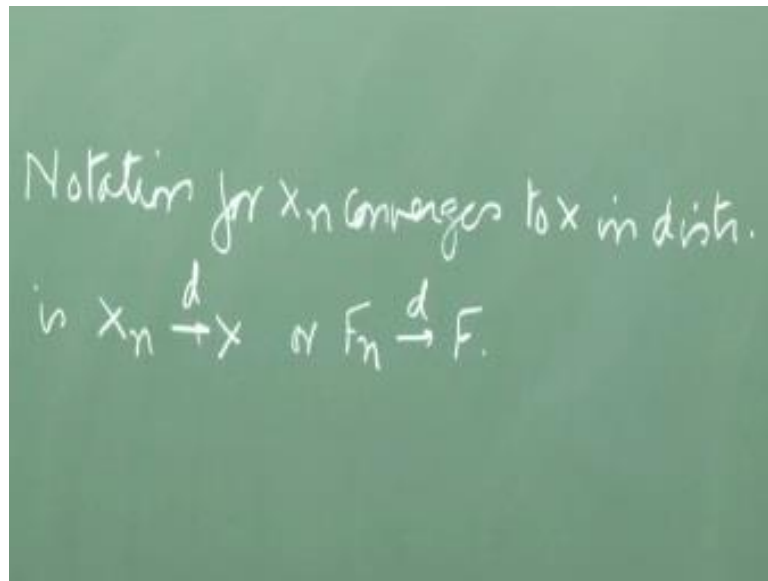 Notation for Xn converges to X in distn.
is Xn d→ X or Fn d→ F.